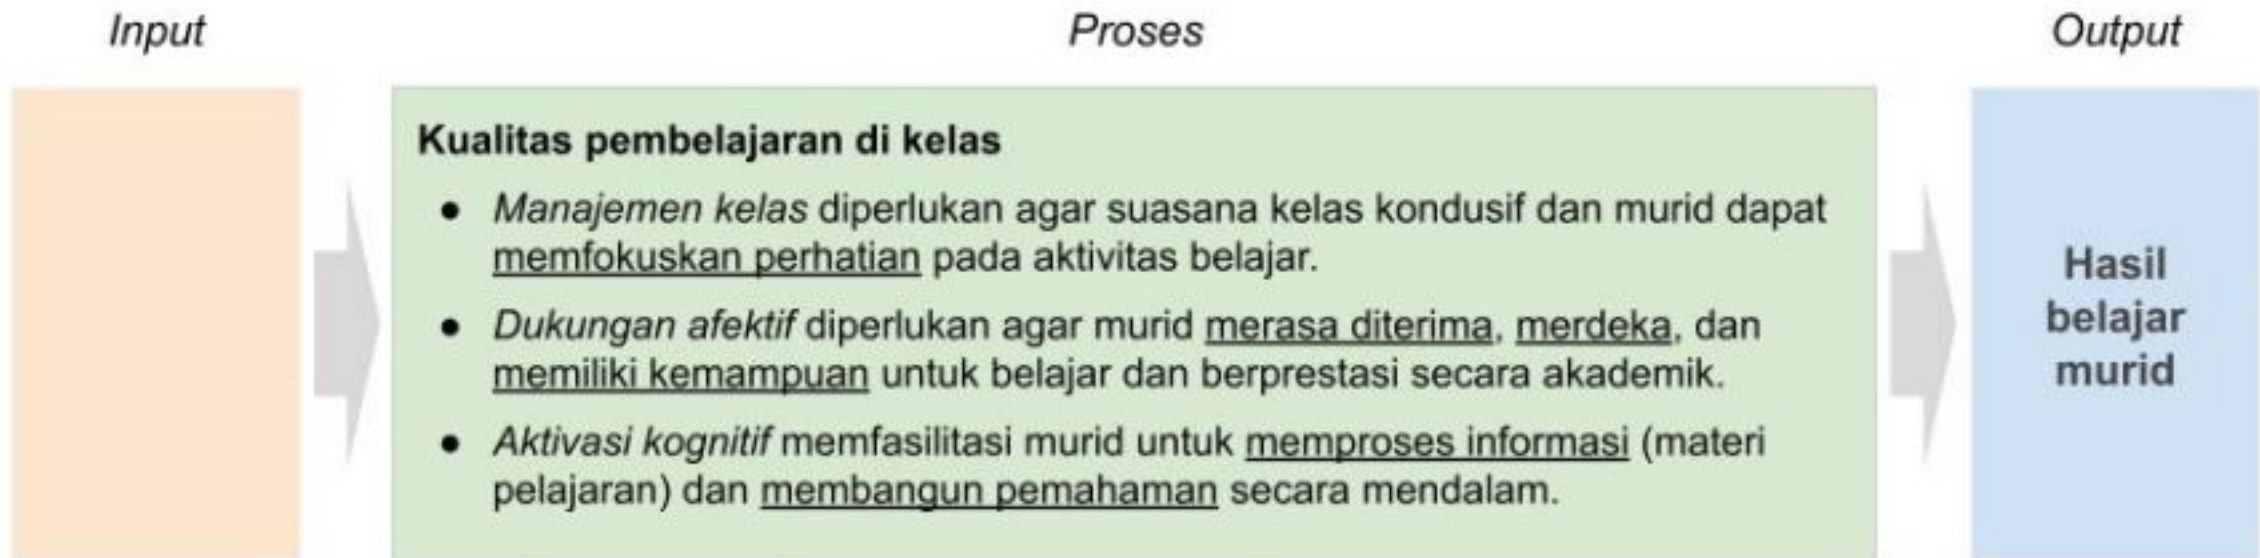 Input
Proses
Output
Kualitas pembelajaran di kelas
● Manajemen kelas diperlukan agar suasana kelas kondusif dan murid dapat
memfokuskan perhatian pada aktivitas belajar.
● Dukungan afektif diperlukan agar murid merasa diterima, merdeka, dan
memiliki kemampuan untuk belajar dan berprestasi secara akademik.
● Aktivasi kognitif memfasilitasi murid untuk memproses informasi (materi
pelajaran) dan membangun pemahaman secara mendalam.
Hasil
belajar
murid